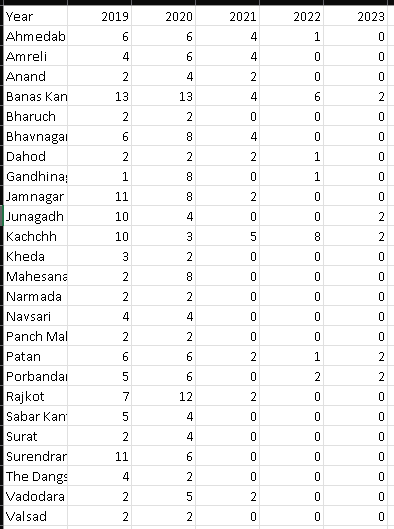 Year 2019 2020 2021 2022 2023
Ahmedab 6 6 4 1 0
Amreli 4 6 4 0 0
Anand 2 4 2 0 0
Banas Kan 13 13 4 6 2
Bharuch 2 2 0 0 0
Bhavnagar 6 8 4 0 0
Dahod 2 2 2 1 0
Gandhinag 1 8 0 1 0
Jamnagar 11 8 2 0 0
Junagadh 10 4 0 0 2
Kachchh 10 3 5 8 2
Kheda 3 2 0 0 0
Mahesana 2 8 0 0 0
Narmada 2 2 0 0 0
Navsari 4 4 0 0 0
Panch Mal 2 2 0 0 0
Patan 6 6 2 1 2
Porbandar 5 6 0 2 2
Rajkot 7 12 2 0 0
Sabar Kan 5 4 0 0 0
Surat 2 4 0 0 0
Surendran 11 6 0 0 0
The Dangs 4 2 0 0 0
Vadodara 2 5 2 0 0
Valsad 2 2 0 0 0